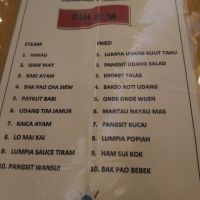 DIM SUM
STEAM
1. HAKAU
2. SIAW MAY
3. KAKI AYAM
4. BAK PAO CHA SIEW
5. PAYKUT BABI
6. UDANG TIM JAMUR
7. KAICA AYAM
8. LO MAI KAI
9. LUMPIA SAUCE TIRAM
10. PANGSIT WANSUI
FRIED
1. LUMPIA UDANG KULIT TAHU
2. PANGSIT UDANG SALAD
3. KROKET TALAS
4. BAKSO ROTI UDANG
5. ONDE ONDE WIJEN
6. MANTAU NAYAU MAS
7. PANGSIT KUCAI
8. LUMPIA POPIAH
9. HAM SUI KOK
10. BAK PAO BEBEK